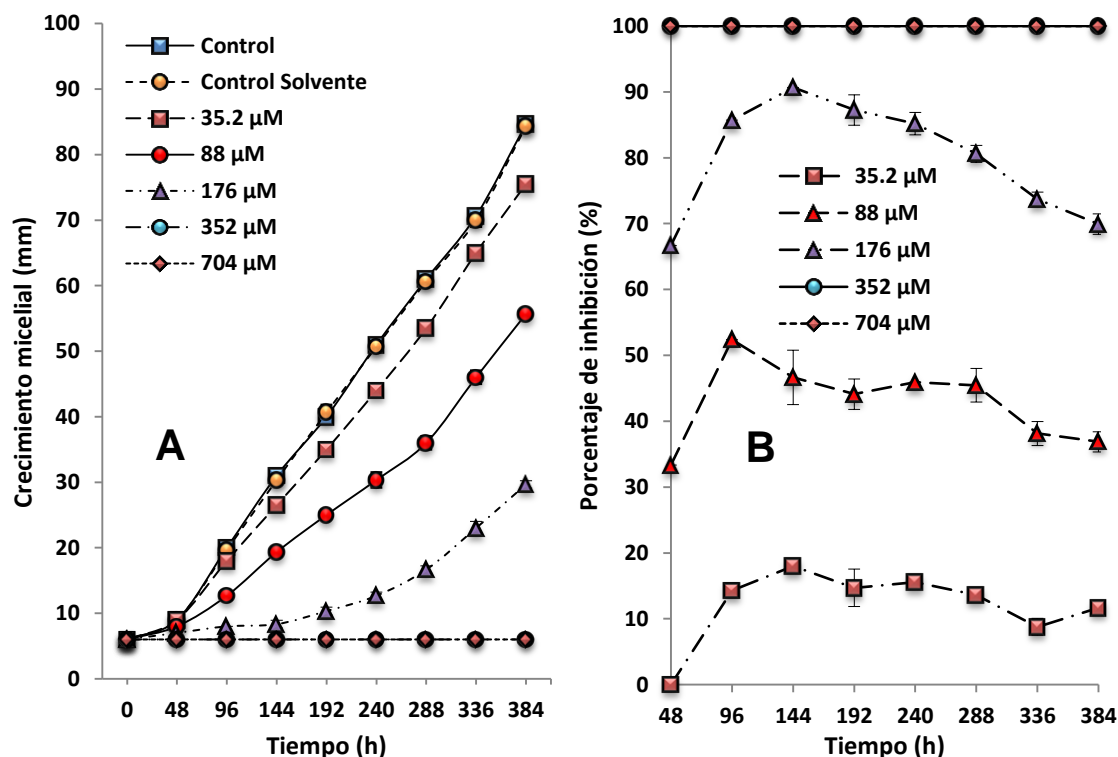 100
90
80
70
60
50
40
30
20
10
0
Crecimiento micelial (mm)
Control
Control Solvente
35.2 µM
88 µM
176 µM
352 µM
704 µM
A
0 48 96 144 192 240 288 336 384
Tiempo (h)
100
90
80
70
60
50
40
30
20
10
0
Porcentaje de inhibición (%)
35.2 µM
88 µM
176 µM
352 µM
704 µM
B
48 96 144 192 240 288 336 384
Tiempo (h)